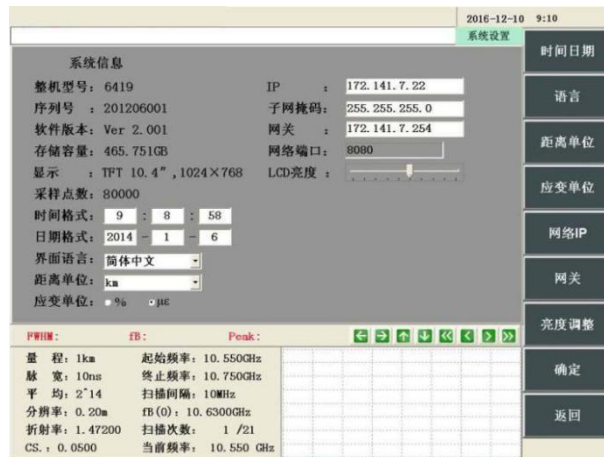 2016-12-10 9:10
系统设置
系统信息
整机型号: 6419
序列号 : 201206001
软件版本: Ver 2.001
存储容量: 465.751GB
显示 : TFT 10.4",1024×768
采样点数: 80000
时间格式: 9 : 8 : 58
日期格式: 2014 - 1 - 6
界面语言: 简体中文
距离单位: km
应变单位: % με
IP : 172.141.7.22
子网掩码: 255.255.255.0
网关 : 172.141.7.254
网络端口: 8080
LCD亮度 :
时间日期
语言
距离单位
应变单位
网络IP
网关
亮度调整
确定
返回
FWHM: fB: Peak:
量 程: 1km 起始频率: 10.550GHz
脉 宽: 10ns 终止频率: 10.750GHz
平 均: 2^14 扫描间隔: 10MHz
分辨率: 0.20m fB(0): 10.6300GHz
折射率: 1.47200 扫描次数: 1 /21
CS.: 0.0500 当前频率: 10.550 GHz